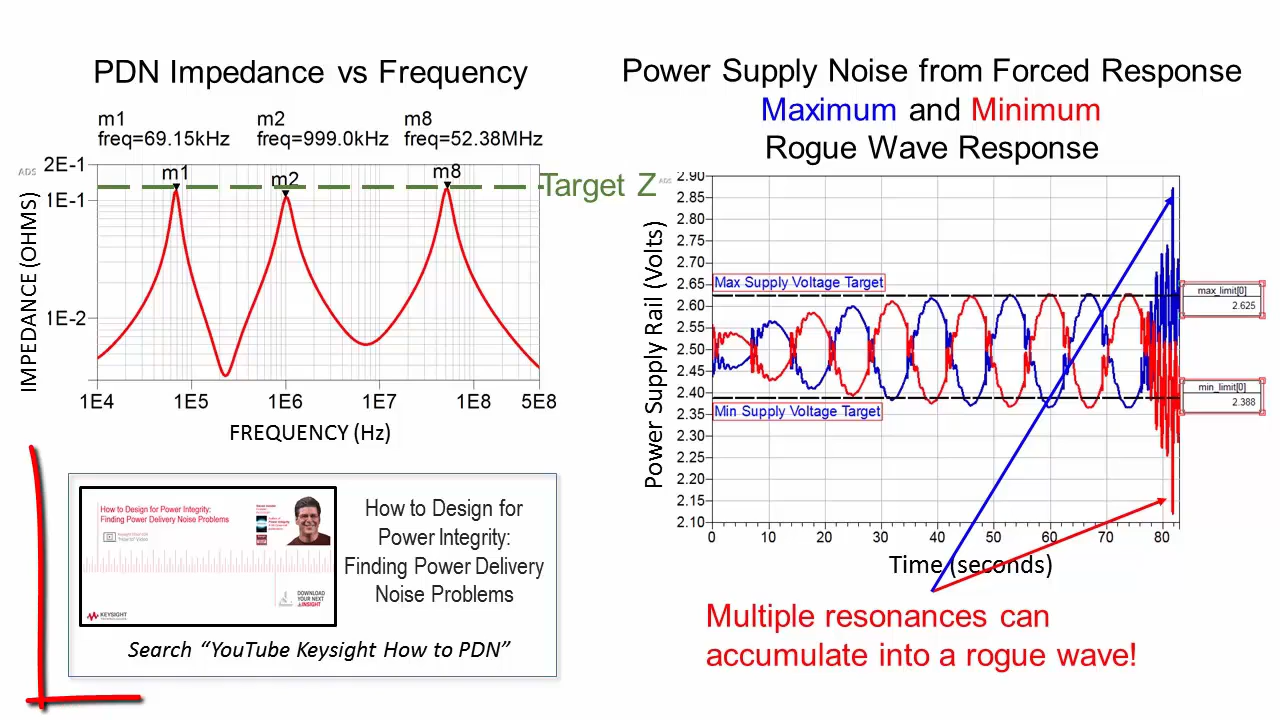 PDN Impedance vs Frequency
m1
freq=69.15kHz
m2
freq=999.0kHz
m8
freq=52.38MHz
ADS
2E-1
1E-1
1E-2
IMPEDANCE (OHMS)
m1
m2
m8
Target Z
1E4
1E5
1E6
1E7
1E8
5E8
FREQUENCY (Hz)
How to Design for Power Integrity:
Finding Power Delivery Noise Problems
KEYSIGHT
DOWNLOAD
YOUR NEXT
INSIGHT
How to Design for
Power Integrity:
Finding Power Delivery
Noise Problems
Search “YouTube Keysight How to PDN”
Power Supply Noise from Forced Response
Maximum and Minimum
Rogue Wave Response
ADS
2.90
2.85
2.80
2.75
2.70
2.65
2.60
2.55
2.50
2.45
2.40
2.35
2.30
2.25
2.20
2.15
2.10
Power Supply Rail (Volts)
Max Supply Voltage Target
Min Supply Voltage Target
max_limit[0]
2.625
min_limit[0]
2.388
0
10
20
30
40
50
60
70
80
Time (seconds)
Multiple resonances can
accumulate into a rogue wave!